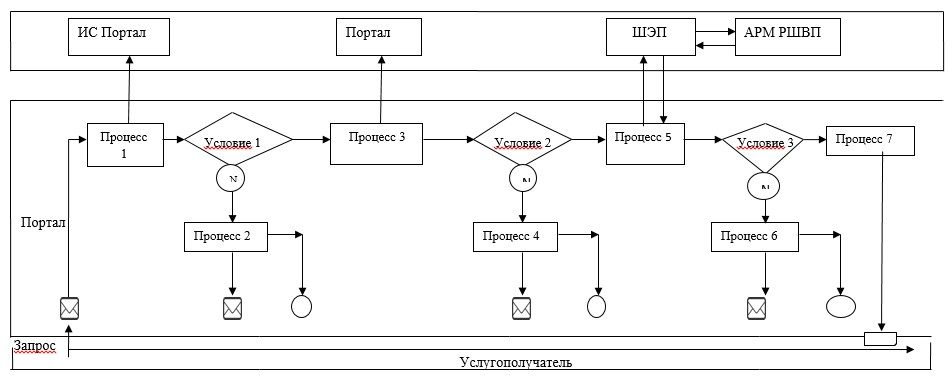 ИС Портал
Портал
ШЭП
АРМ РШВП
Процесс
1
Условие 1
Процесс 3
Условие 2
Процесс 5
Условие 3
Процесс 7
N
N
N
Портал
Процесс 2
Процесс 4
Процесс 6
Запрос
Услугополучатель